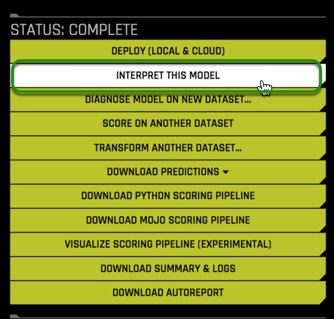 STATUS: COMPLETE
DEPLOY (LOCAL & CLOUD)
INTERPRET THIS MODEL
DIAGNOSE MODEL ON NEW DATASET...
SCORE ON ANOTHER DATASET
TRANSFORM ANOTHER DATASET...
DOWNLOAD PREDICTIONS
DOWNLOAD PYTHON SCORING PIPELINE
DOWNLOAD MOJO SCORING PIPELINE
VISUALIZE SCORING PIPELINE (EXPERIMENTAL)
DOWNLOAD SUMMARY & LOGS
DOWNLOAD AUTOREPORT